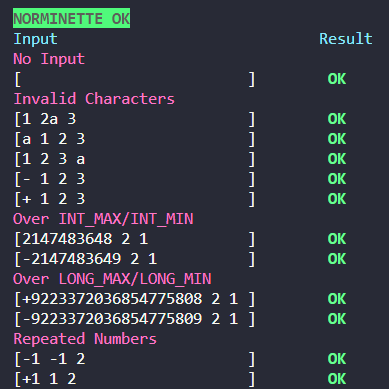 NORMINETTE OK
Input Result
No Input
[ ] OK
Invalid Characters
[1 2a 3 ] OK
[a 1 2 3 ] OK
[1 2 3 a ] OK
[- 1 2 3 ] OK
[+ 1 2 3 ] OK
Over INT_MAX/INT_MIN
[2147483648 2 1 ] OK
[-2147483649 2 1 ] OK
Over LONG_MAX/LONG_MIN
[+9223372036854775808 2 1 ] OK
[-9223372036854775809 2 1 ] OK
Repeated Numbers
[-1 -1 2 ] OK
[+1 1 2 ] OK